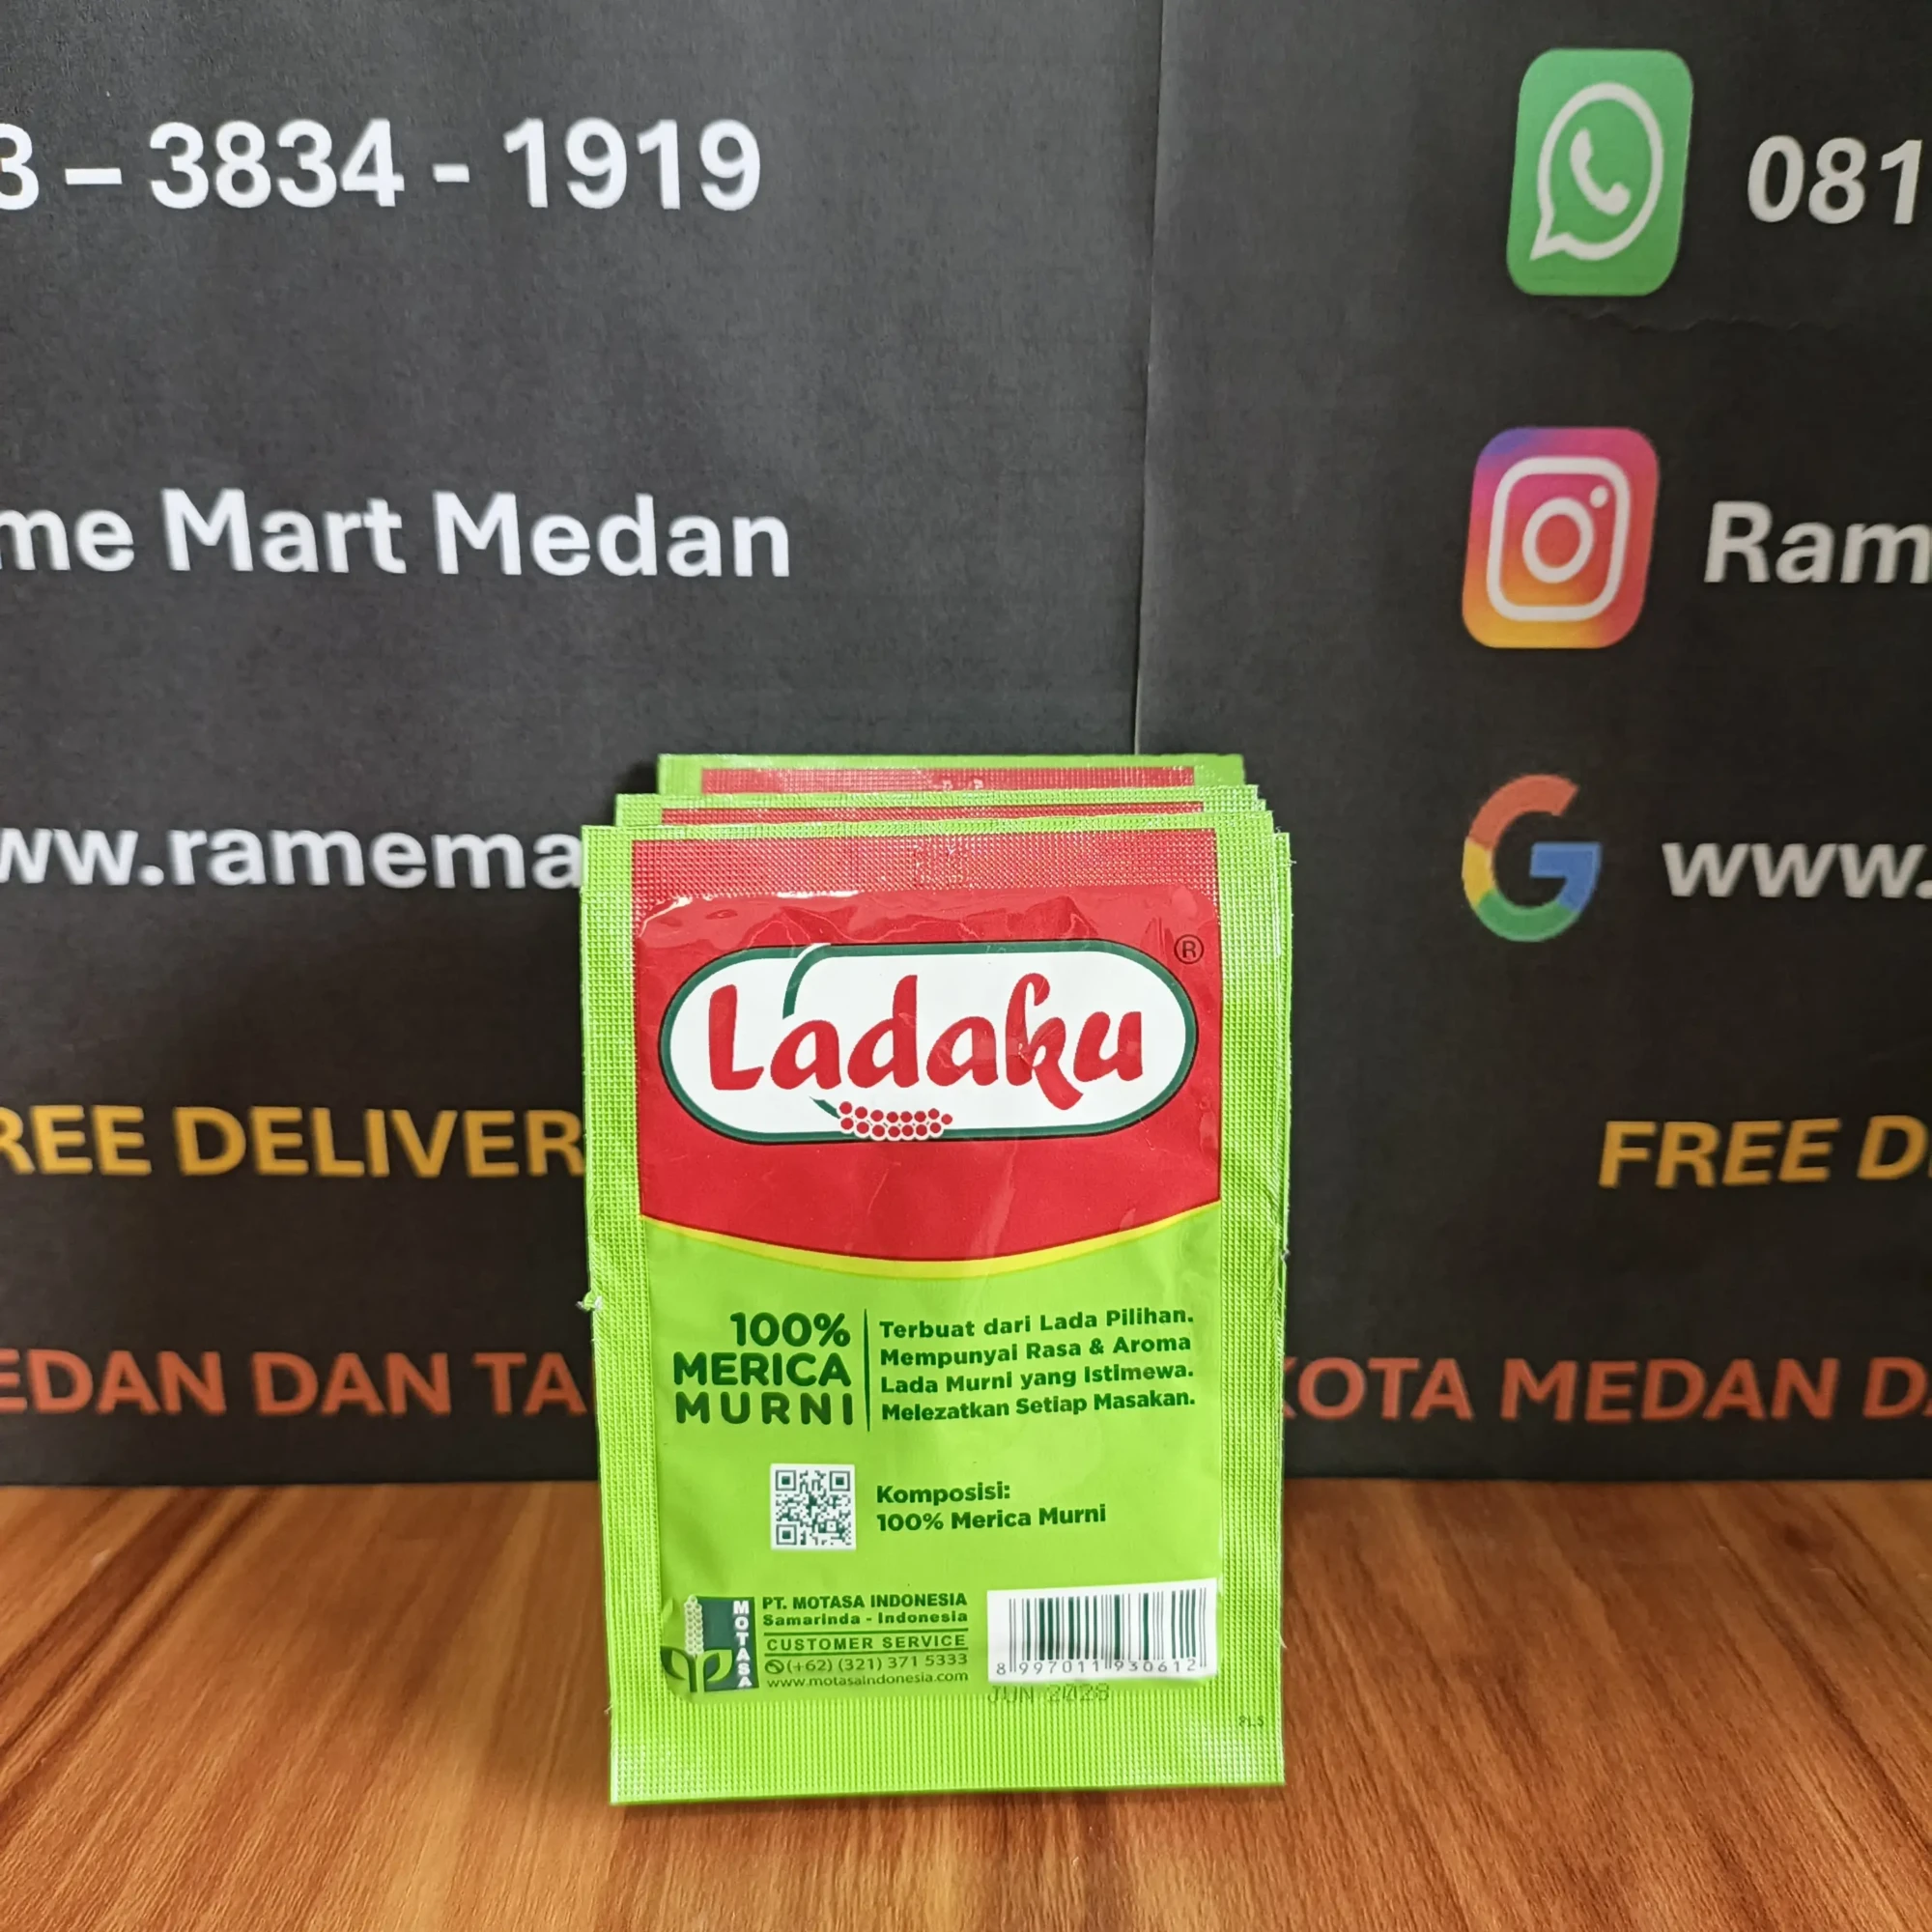 3 – 3834 - 1919
me Mart Medan
ww.ramema
REE DELIVER
EDAN DAN TA
081
Ram
www.
FREE D
KOTA MEDAN DA
Ladaku ®
100%
MERICA
MURNI
Terbuat dari Lada Pilihan.
Mempunyai Rasa & Aroma
Lada Murni yang Istimewa.
Melezatkan Setiap Masakan.
Komposisi:
100% Merica Murni
MOTASA
PT. MOTASA INDONESIA
Samarinda - Indonesia
CUSTOMER SERVICE
(+62) (321) 371 5333
www.motasaindonesia.com
8 997011 930612
JUN 2028